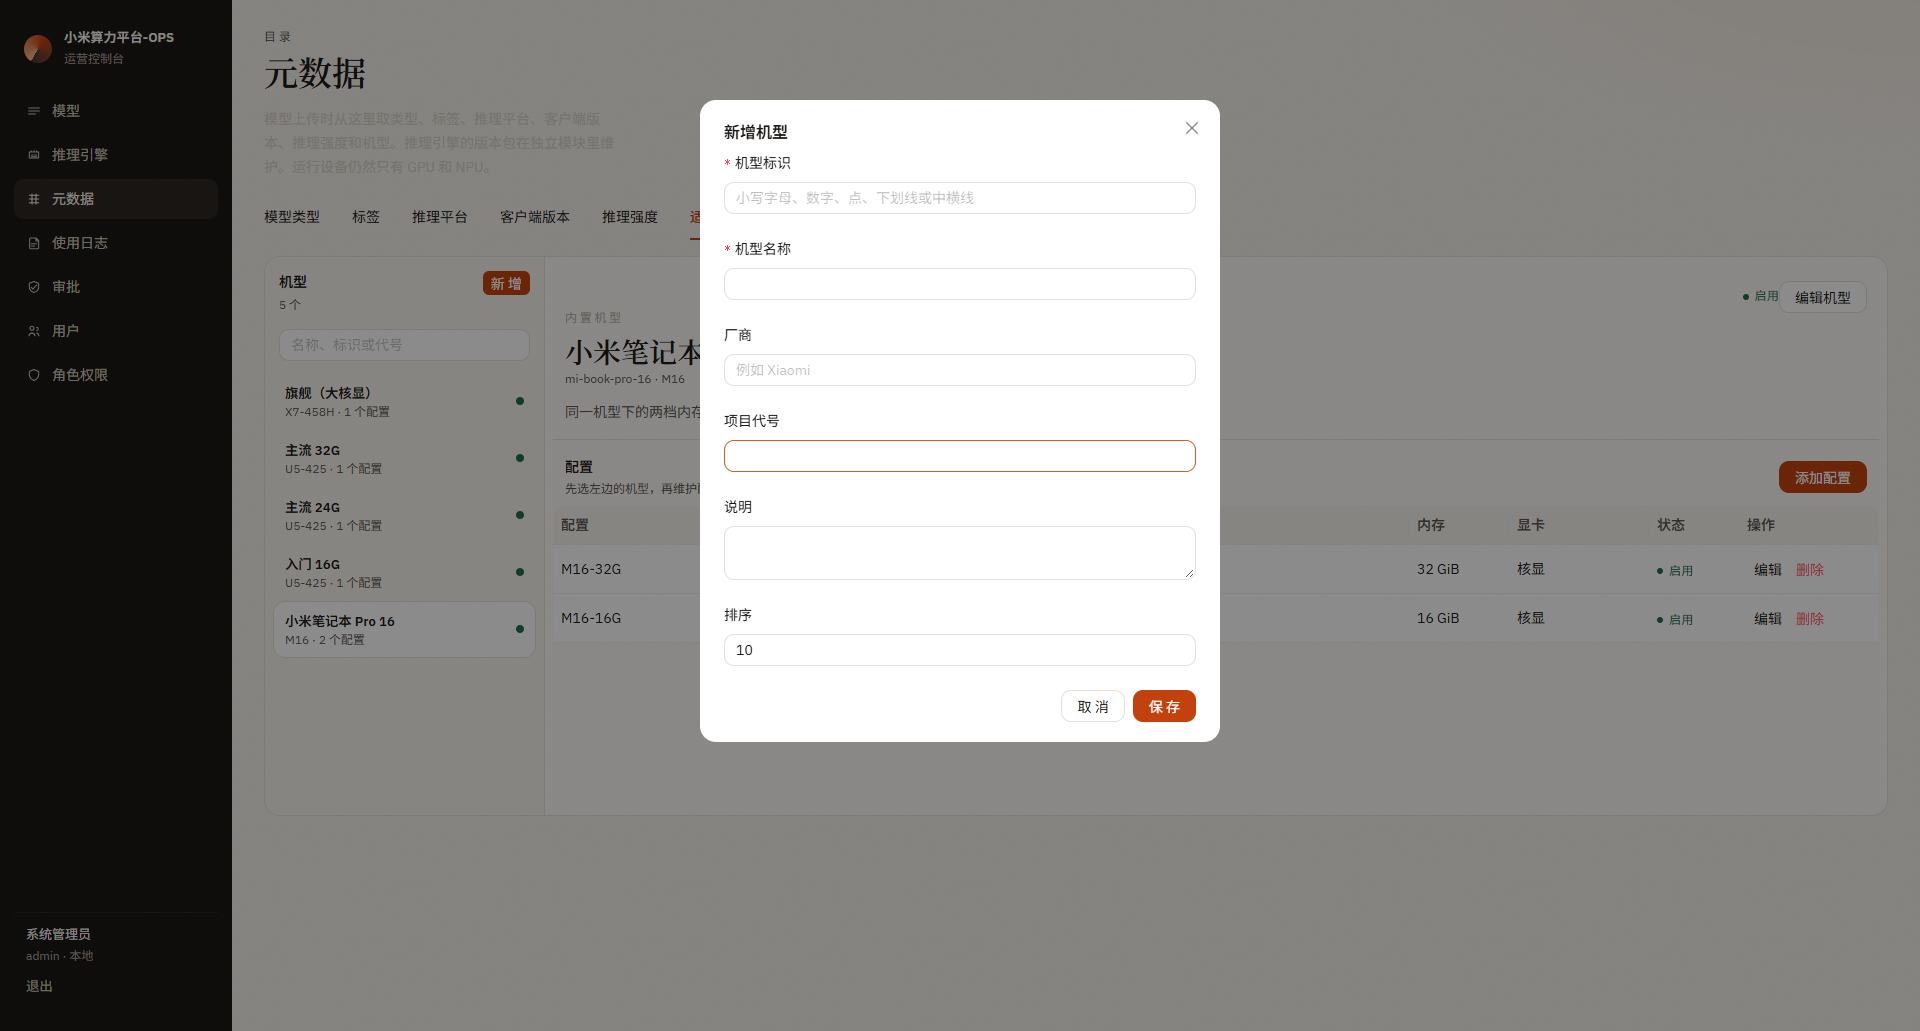 小米算力平台-OPS
运营控制台
模型
推理引擎
元数据
使用日志
审批
用户
角色权限
系统管理员
admin · 本地
退出
目录
元数据
模型上传时从这里取类型、标签、推理平台、客户端版
本、推理强度和机型。推理引擎的版本包在独立模块里维
护。运行设备仍然只有 GPU 和 NPU。
模型类型 标签 推理平台 客户端版本 推理强度 适
机型
新 增
5 个
名称、标识或代号
旗舰（大核显）
X7-458H · 1 个配置
主流 32G
U5-425 · 1 个配置
主流 24G
U5-425 · 1 个配置
入门 16G
U5-425 · 1 个配置
小米笔记本 Pro 16
M16 · 2 个配置
内置机型
小米笔记本
mi-book-pro-16 · M16
同一机型下的两档内存
启用
编辑机型
配置
先选左边的机型，再维护
添加配置
配置 内存 显卡 状态 操作
M16-32G 32 GiB 核显 启用 编辑 删除
M16-16G 16 GiB 核显 启用 编辑 删除
新增机型
* 机型标识
小写字母、数字、点、下划线或中横线
* 机型名称
厂商
例如 Xiaomi
项目代号
说明
排序
10
取 消
保 存